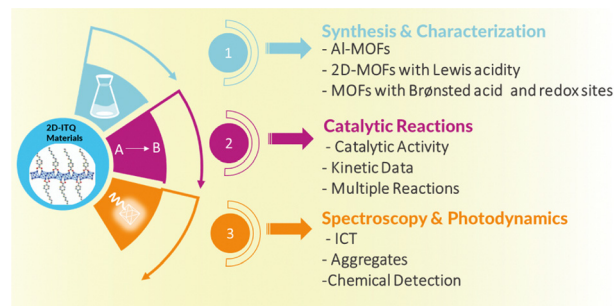 2D-ITQ
Materials
A → B
1
Synthesis & Characterization
- Al-MOFs
- 2D-MOFs with Lewis acidity
- MOFs with Brønsted acid and redox sites
2
Catalytic Reactions
- Catalytic Activity
- Kinetic Data
- Multiple Reactions
3
Spectroscopy & Photodynamics
- ICT
- Aggregates
-Chemical Detection